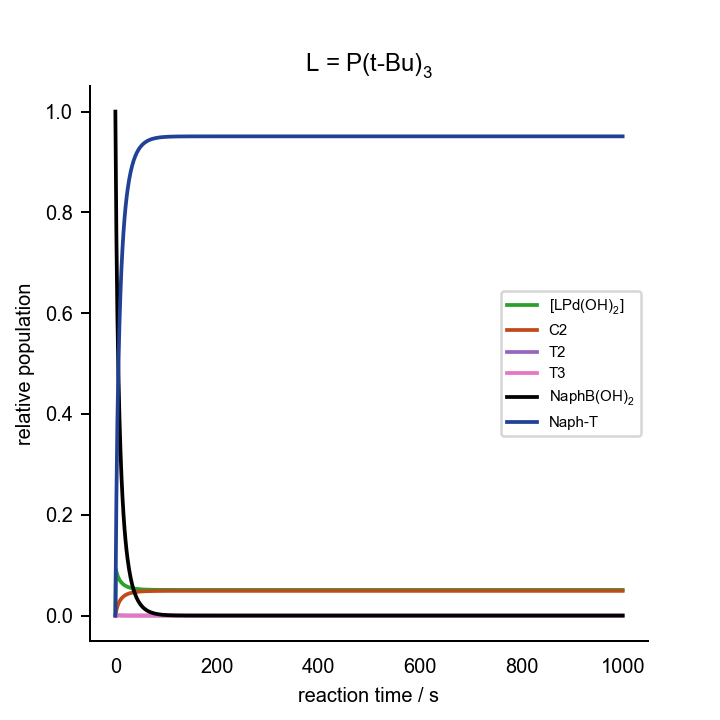 L = P(t-Bu)₃
relative population
1.0
0.8
0.6
0.4
0.2
0.0
[LPd(OH)₂]
C2
T2
T3
NaphB(OH)₂
Naph-T
0 200 400 600 800 1000
reaction time / s